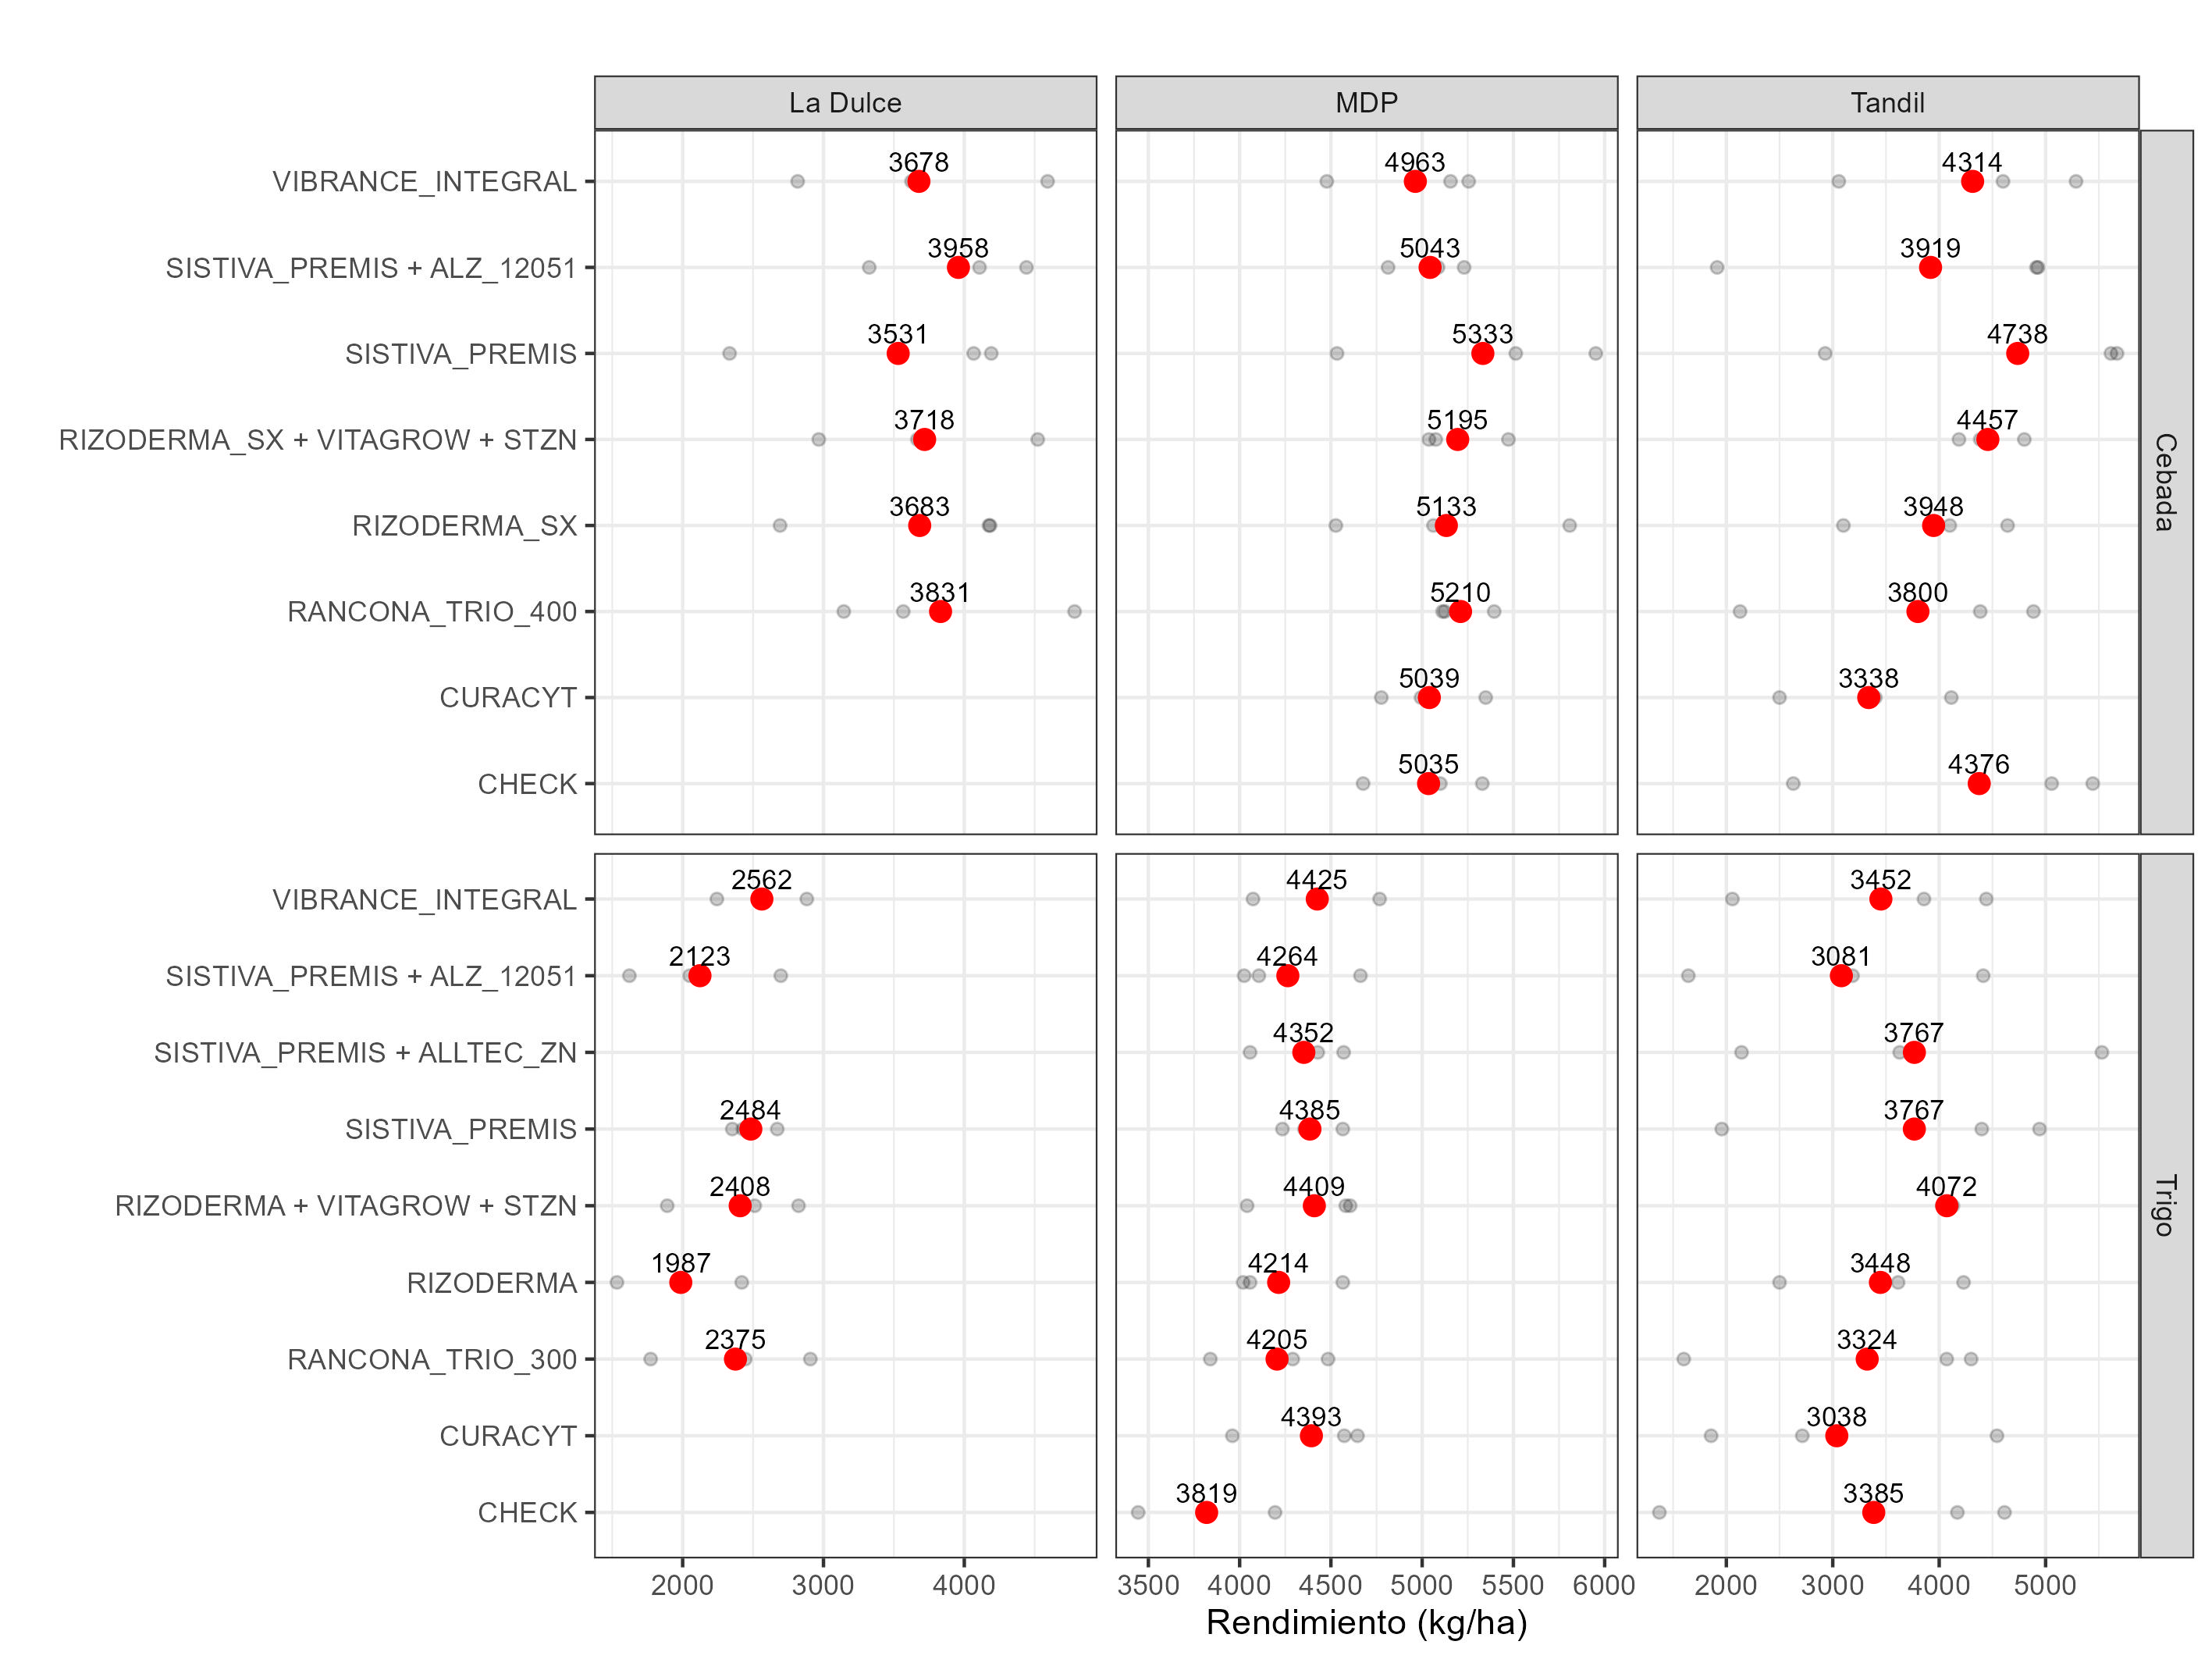 La Dulce MDP Tandil
Cebada
VIBRANCE_INTEGRAL 3678 4963 4314
SISTIVA_PREMIS + ALZ_12051 3958 5043 3919
SISTIVA_PREMIS 3531 5333 4738
RIZODERMA_SX + VITAGROW + STZN 3718 5195 4457
RIZODERMA_SX 3683 5133 3948
RANCONA_TRIO_400 3831 5210 3800
CURACYT 5039 3338
CHECK 5035 4376
Trigo
VIBRANCE_INTEGRAL 2562 4425 3452
SISTIVA_PREMIS + ALZ_12051 2123 4264 3081
SISTIVA_PREMIS + ALLTEC_ZN 4352 3767
SISTIVA_PREMIS 2484 4385 3767
RIZODERMA + VITAGROW + STZN 2408 4409 4072
RIZODERMA 1987 4214 3448
RANCONA_TRIO_300 2375 4205 3324
CURACYT 4393 3038
CHECK 3819 3385
2000 3000 4000 3500 4000 4500 5000 5500 6000 2000 3000 4000 5000
Rendimiento (kg/ha)